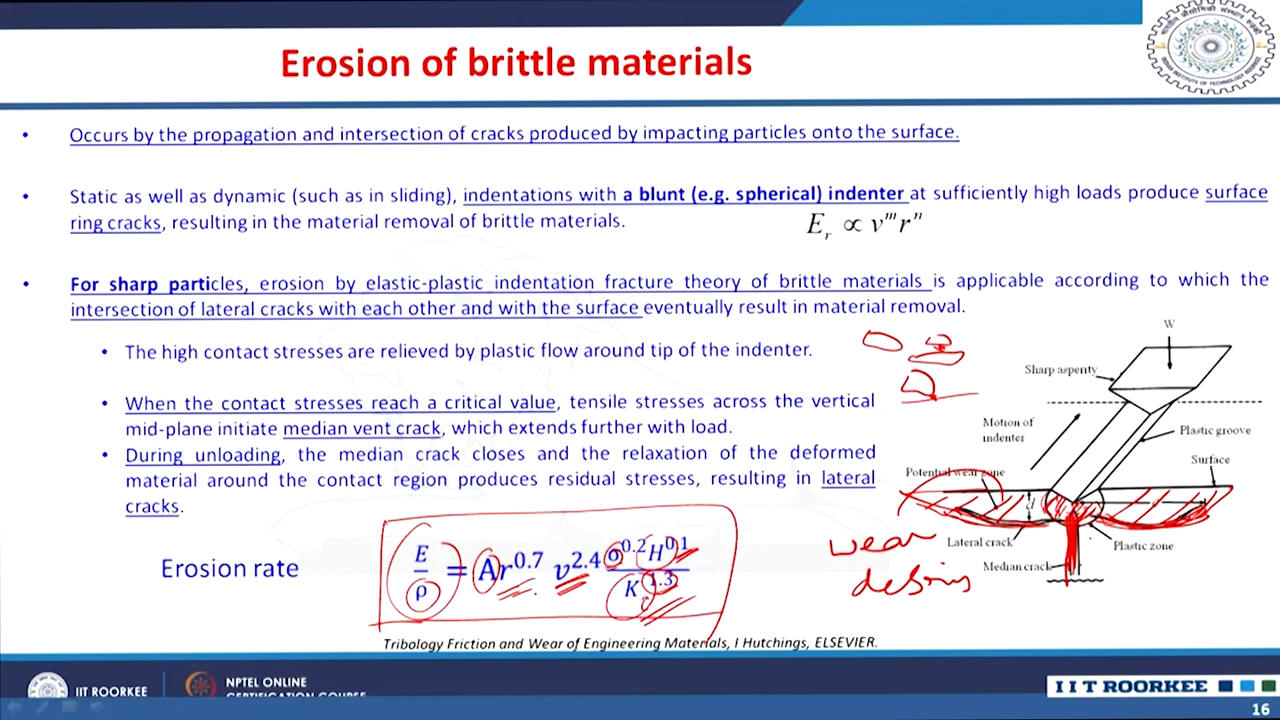 Erosion of brittle materials
• Occurs by the propagation and intersection of cracks produced by impacting particles onto the surface.
• Static as well as dynamic (such as in sliding), indentations with a blunt (e.g. spherical) indenter at sufficiently high loads produce surface
ring cracks, resulting in the material removal of brittle materials.
E_r ∝ v^m r^n
• For sharp particles, erosion by elastic-plastic indentation fracture theory of brittle materials is applicable according to which the
intersection of lateral cracks with each other and with the surface eventually result in material removal.
• The high contact stresses are relieved by plastic flow around tip of the indenter.
• When the contact stresses reach a critical value, tensile stresses across the vertical
mid-plane initiate median vent crack, which extends further with load.
• During unloading, the median crack closes and the relaxation of the deformed
material around the contact region produces residual stresses, resulting in lateral
cracks.
Erosion rate
E/ρ = A r^0.7 v^2.4 σ^0.2 H^0.1 / K_c^1.3
W
Sharp aspenty
Motion of
indenter
Plastic groove
Surface
Potential wear zone
d
Lateral crack
Plastic zone
Median crack
wear
debris
Tribology Friction and Wear of Engineering Materials, I Hutchings, ELSEVIER.
IIT ROORKEE
NPTEL ONLINE
CERTIFICATION COURSE
IIT ROORKEE
16